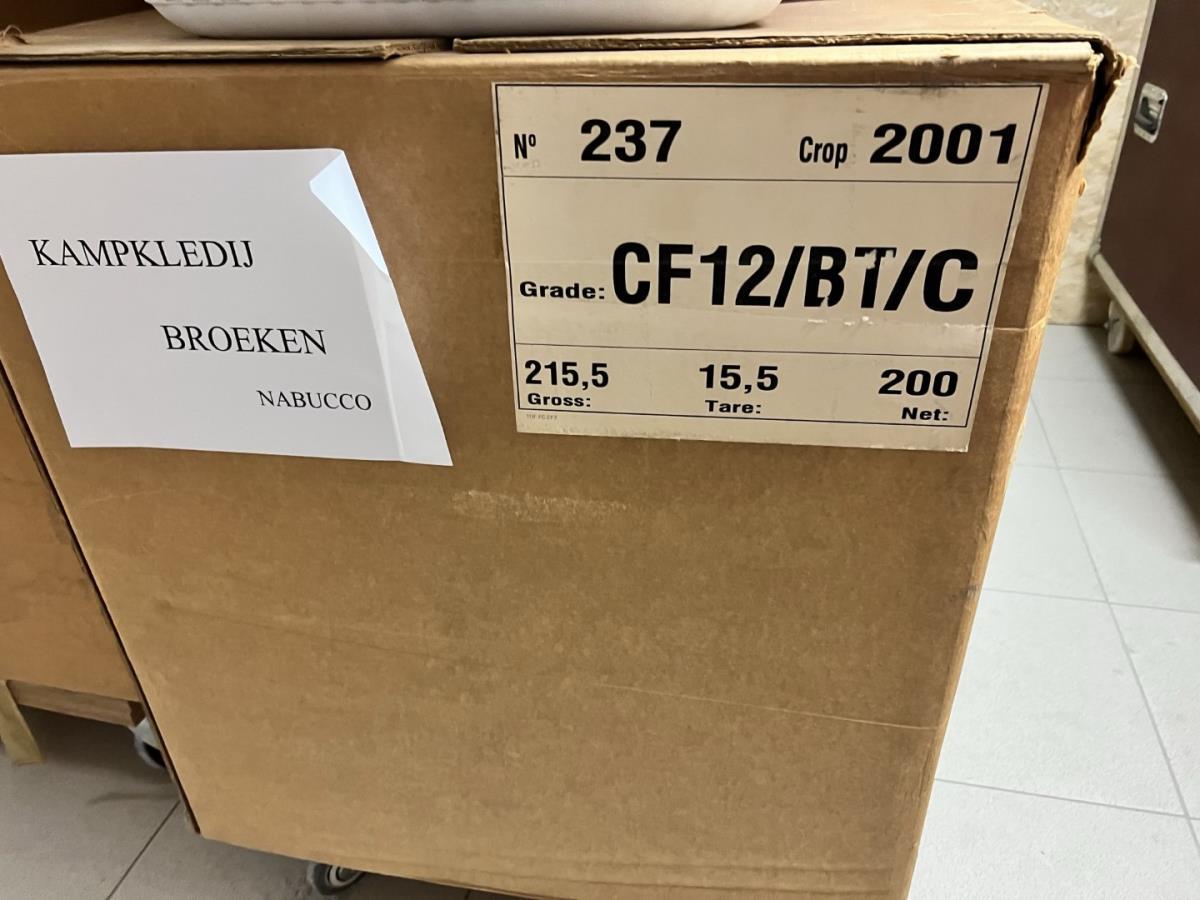 KAMPKLEDIJ
BROEKEN
NABUCCO
Nº 237 Crop 2001
Grade: CF12/BT/C
215,5 15,5 200
Gross: Tare: Net: